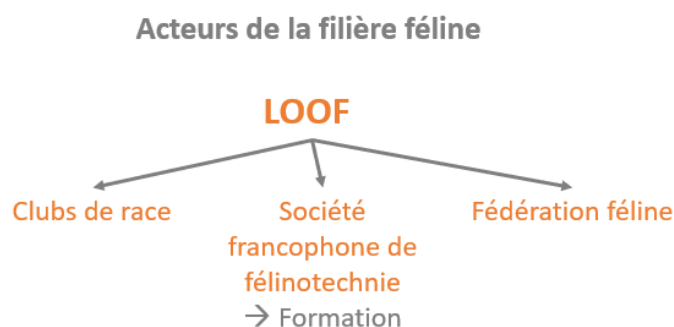 Acteurs de la filière féline
LOOF
Clubs de race
Société
francophone de
félinotechnie
→ Formation
Fédération féline